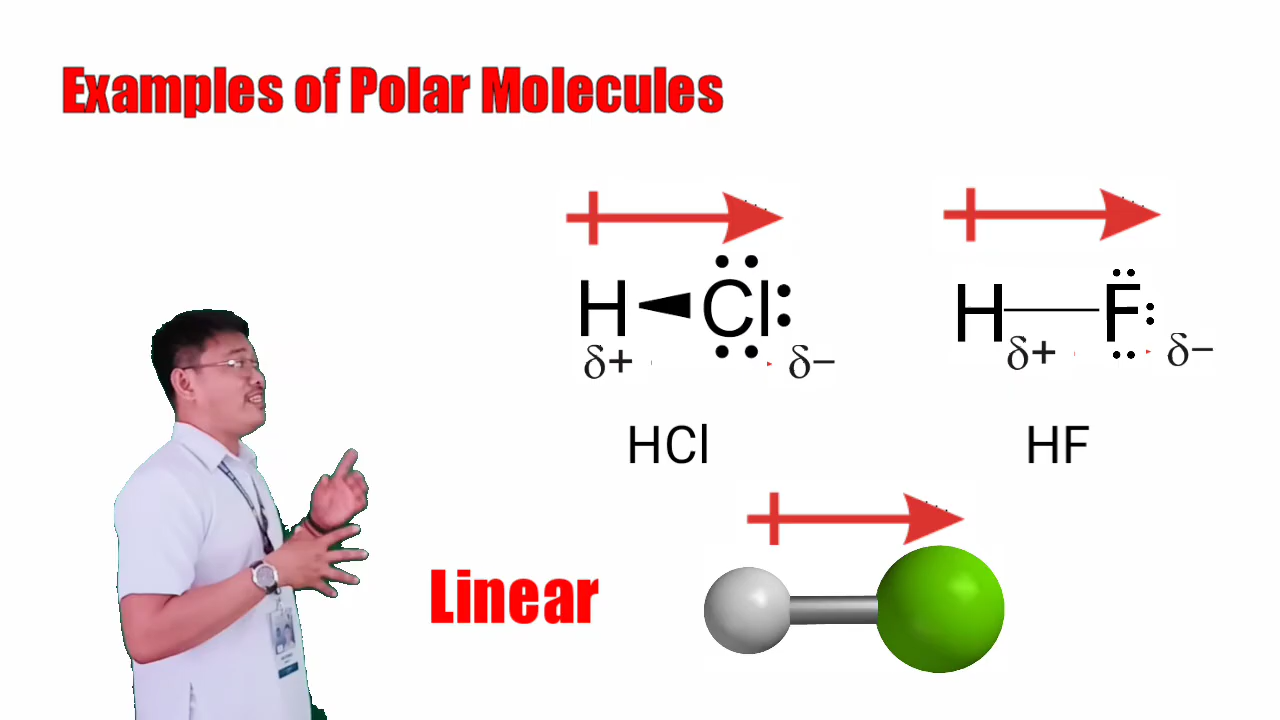 Examples of Polar Molecules
H Cl
H F
δ+ δ−
δ+ δ−
HCl
HF
Linear